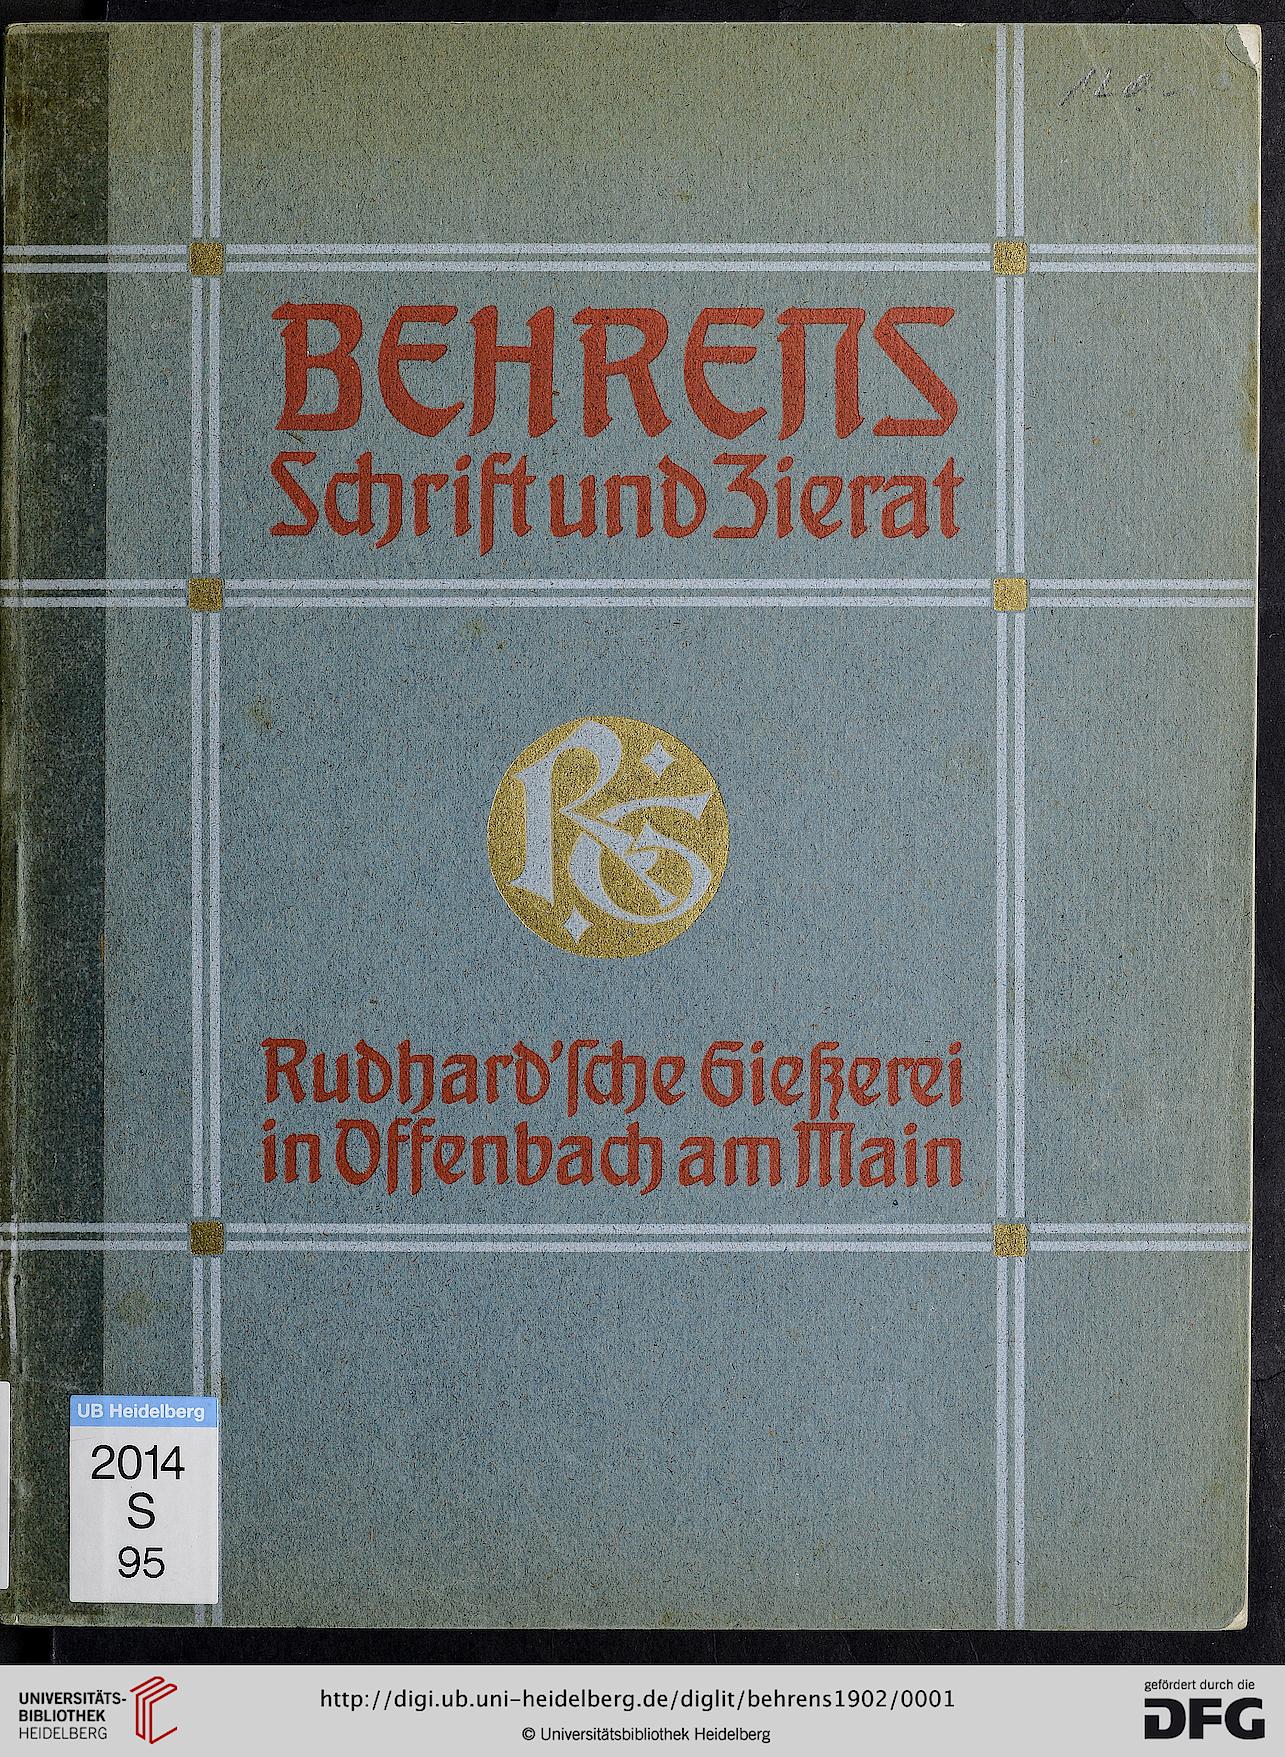 120.-
BEHRENS
Schrift und Zierat
RG
Rudhard'sche Gießerei
in Offenbach am Main
UB Heidelberg
2014
S
95
UNIVERSITÄTS-
BIBLIOTHEK
HEIDELBERG
http://digi.ub.uni-heidelberg.de/diglit/behrens1902/0001
© Universitätsbibliothek Heidelberg
gefördert durch die
DFG